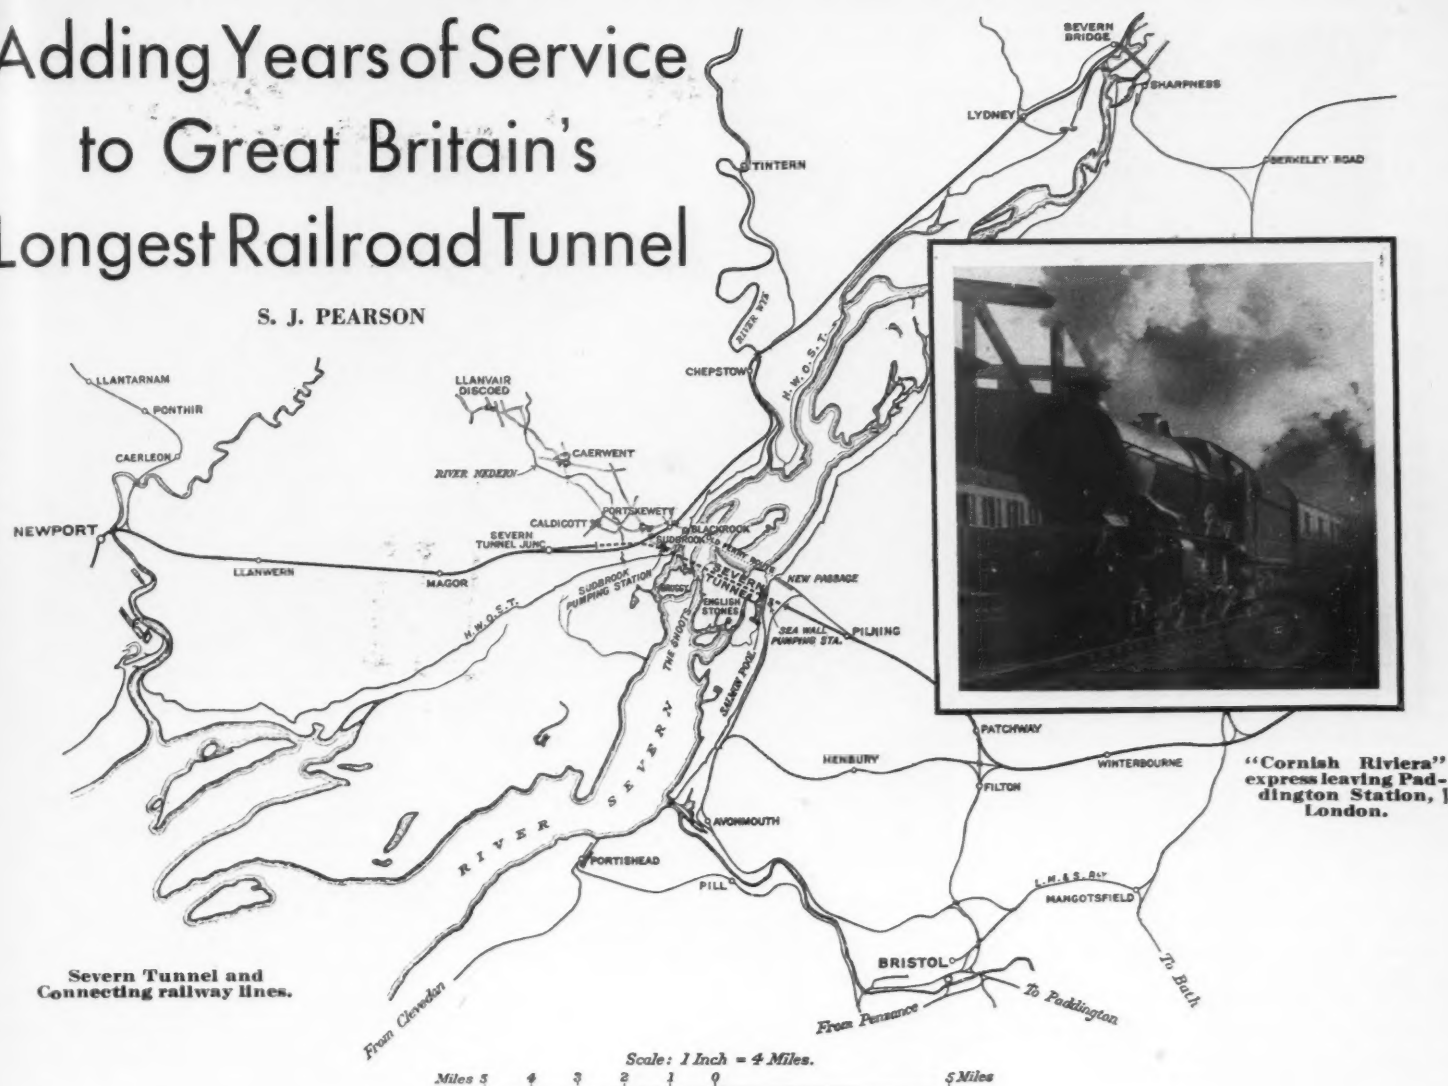 Adding Years of Service
to Great Britain's
Longest Railroad Tunnel
S. J. PEARSON
SEVERN
BRIDGE
SHARPNESS
LYDNEY
BERKELEY ROAD
TINTERN
RIVER WYE
CHEPSTOW
H.W.O.S.T.
LLANTARNAM
PONTHIR
CAERLEON
LLANVAIR
DISCOED
CAERWENT
RIVER NEDERN
PORTSKEWETT
CALDICOTT
BLACKROCK
SUDBROOK
OLD FERRY ROUTE
NEWPORT
SEVERN
TUNNEL JUNC.
LLANWERN
MAGOR
SUDBROOK
PUMPING STATION
SEVERN
TUNNEL
NEW PASSAGE
ENGLISH
STONES
THE SHOOTS
SEA WALL
PUMPING STA.
PILNING
SALMON POOL
H.W.O.S.T.
RIVER SEVERN
PATCHWAY
HENBURY
WINTERBOURNE
FILTON
AVONMOUTH
PORTISHEAD
PILL
L. M. & S. RLY
MANGOTSFIELD
BRISTOL
To Bath
To Paddington
From Penzance
From Clevedon
"Cornish Riviera"
express leaving Pad-
dington Station,
London.
Severn Tunnel and
Connecting railway lines.
Scale: 1 Inch = 4 Miles.
Miles 5 4 3 2 1 0 5 Miles